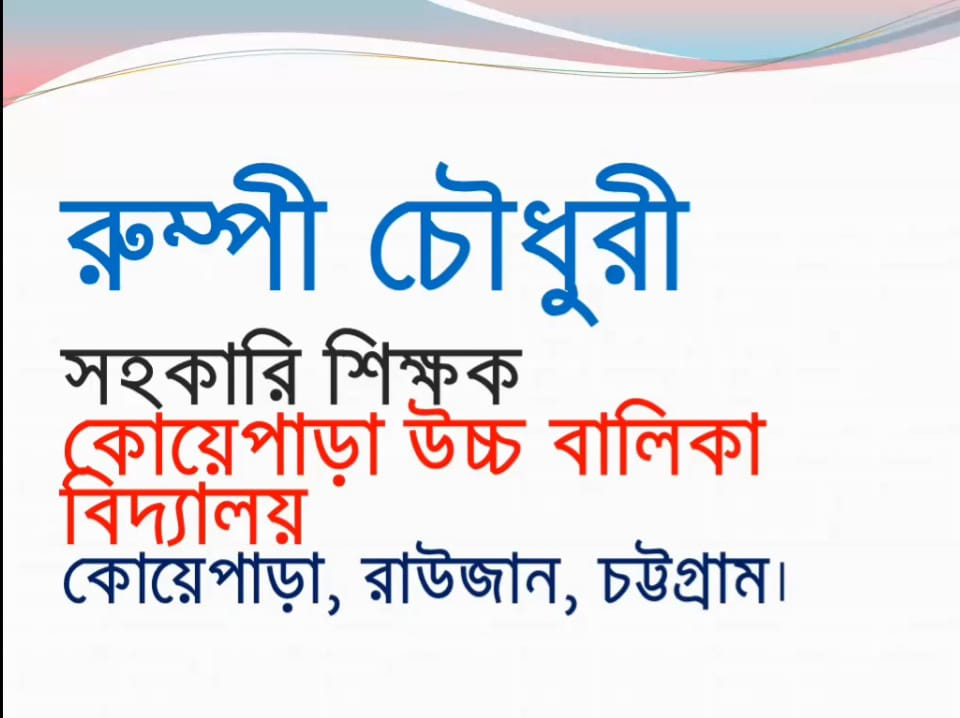 রুম্পী চৌধুরী
সহকারি শিক্ষক
কোয়েপাড়া উচ্চ বালিকা
বিদ্যালয়
কোয়েপাড়া, রাউজান, চট্টগ্রাম।